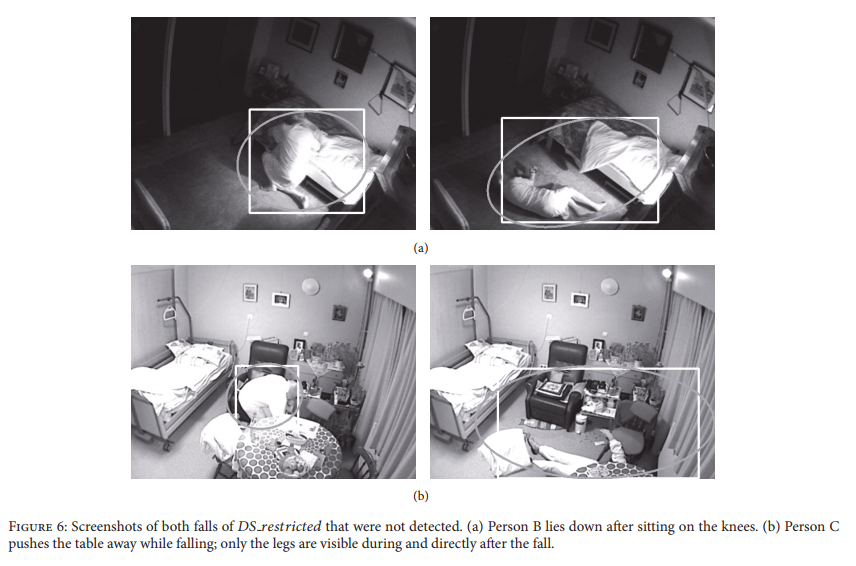 (a)
(b)
FIGURE 6: Screenshots of both falls of DS_restricted that were not detected. (a) Person B lies down after sitting on the knees. (b) Person C
pushes the table away while falling; only the legs are visible during and directly after the fall.